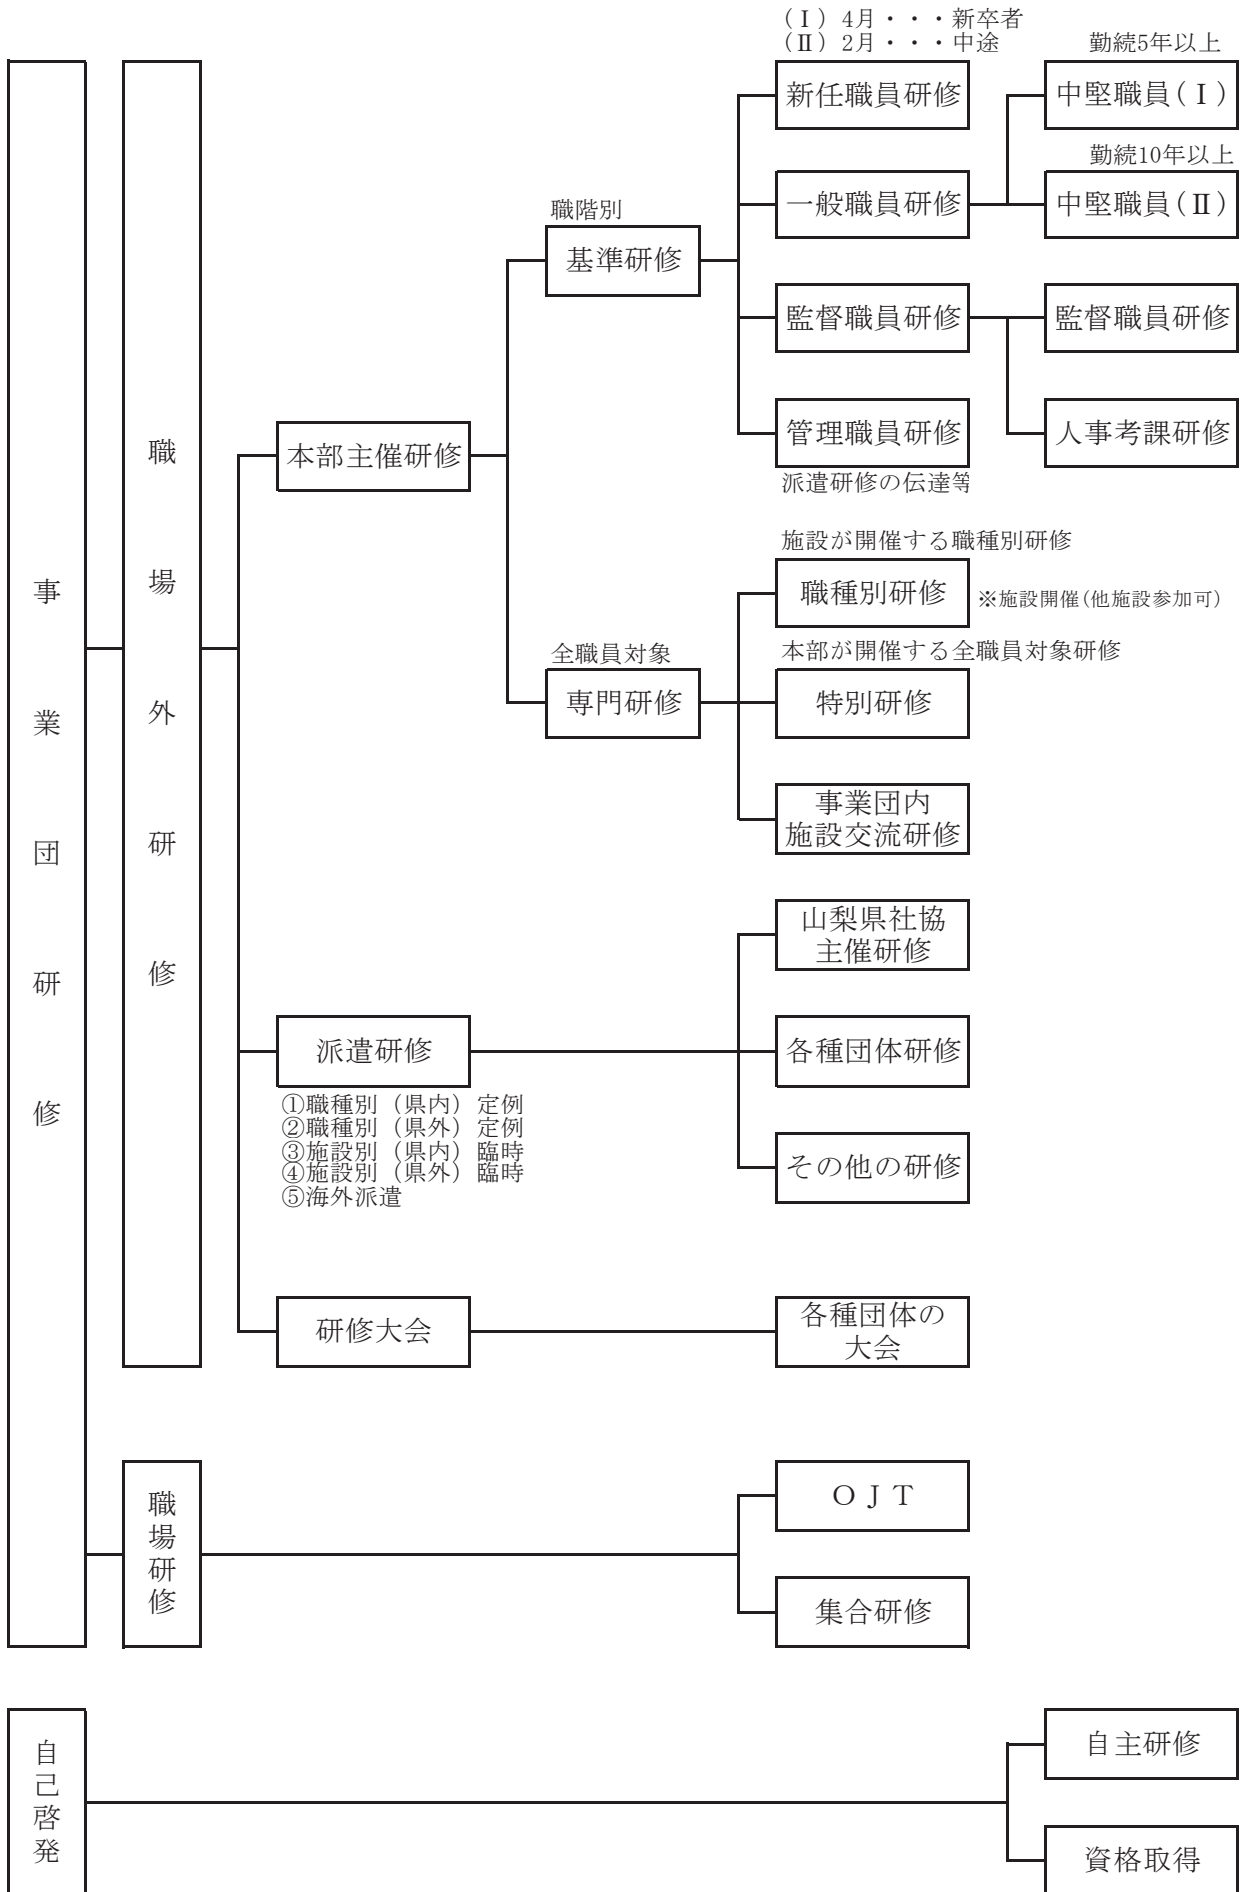 (Ⅰ) 4月・・・新卒者
(Ⅱ) 2月・・・中途
勤続5年以上
新任職員研修
中堅職員(Ⅰ)
勤続10年以上
一般職員研修
中堅職員(Ⅱ)
職階別
基準研修
監督職員研修
監督職員研修
管理職員研修
人事考課研修
派遣研修の伝達等
本部主催研修
施設が開催する職種別研修
職種別研修
※施設開催(他施設参加可)
全職員対象
専門研修
本部が開催する全職員対象研修
特別研修
事業団内
施設交流研修
事業団研修
職場外研修
山梨県社協
主催研修
派遣研修
各種団体研修
①職種別（県内）定例
②職種別（県外）定例
③施設別（県内）臨時
④施設別（県外）臨時
⑤海外派遣
その他の研修
研修大会
各種団体の
大会
職場研修
ＯＪＴ
集合研修
自己啓発
自主研修
資格取得